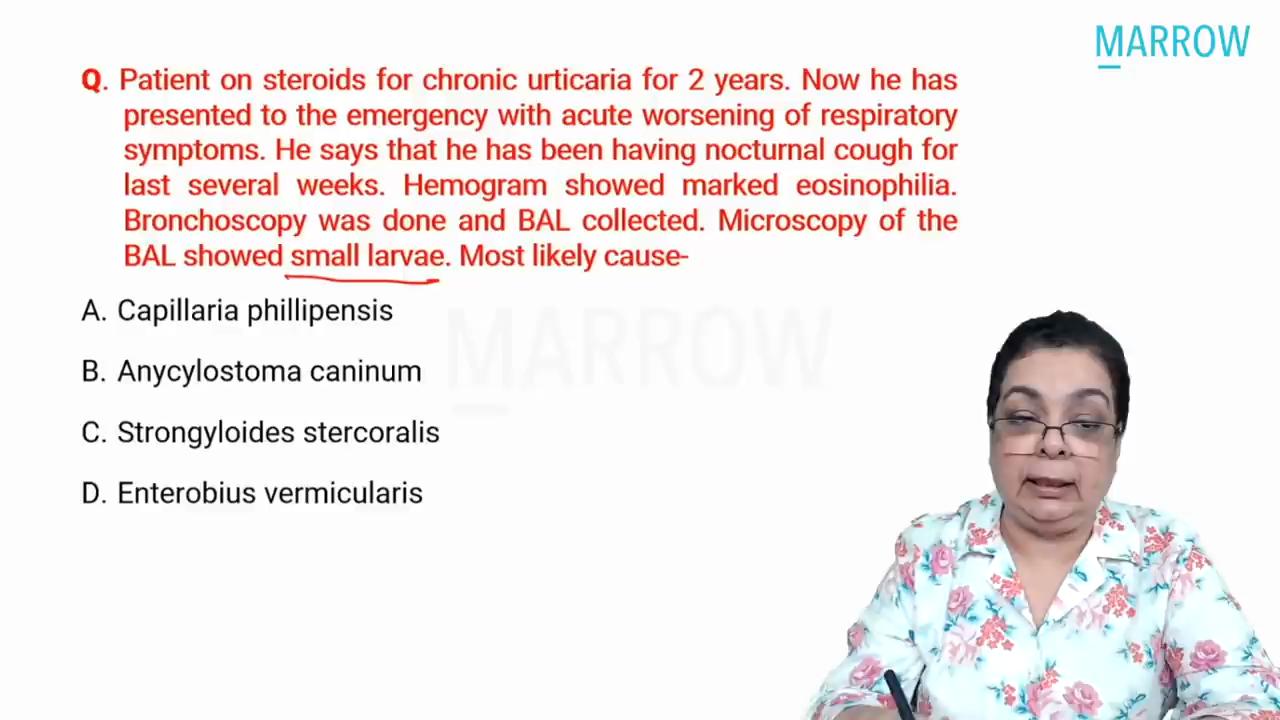 MARROW
Q. Patient on steroids for chronic urticaria for 2 years. Now he has
presented to the emergency with acute worsening of respiratory
symptoms. He says that he has been having nocturnal cough for
last several weeks. Hemogram showed marked eosinophilia.
Bronchoscopy was done and BAL collected. Microscopy of the
BAL showed small larvae. Most likely cause-
A. Capillaria phillipensis
MARROW
B. Anycylostoma caninum
C. Strongyloides stercoralis
D. Enterobius vermicularis